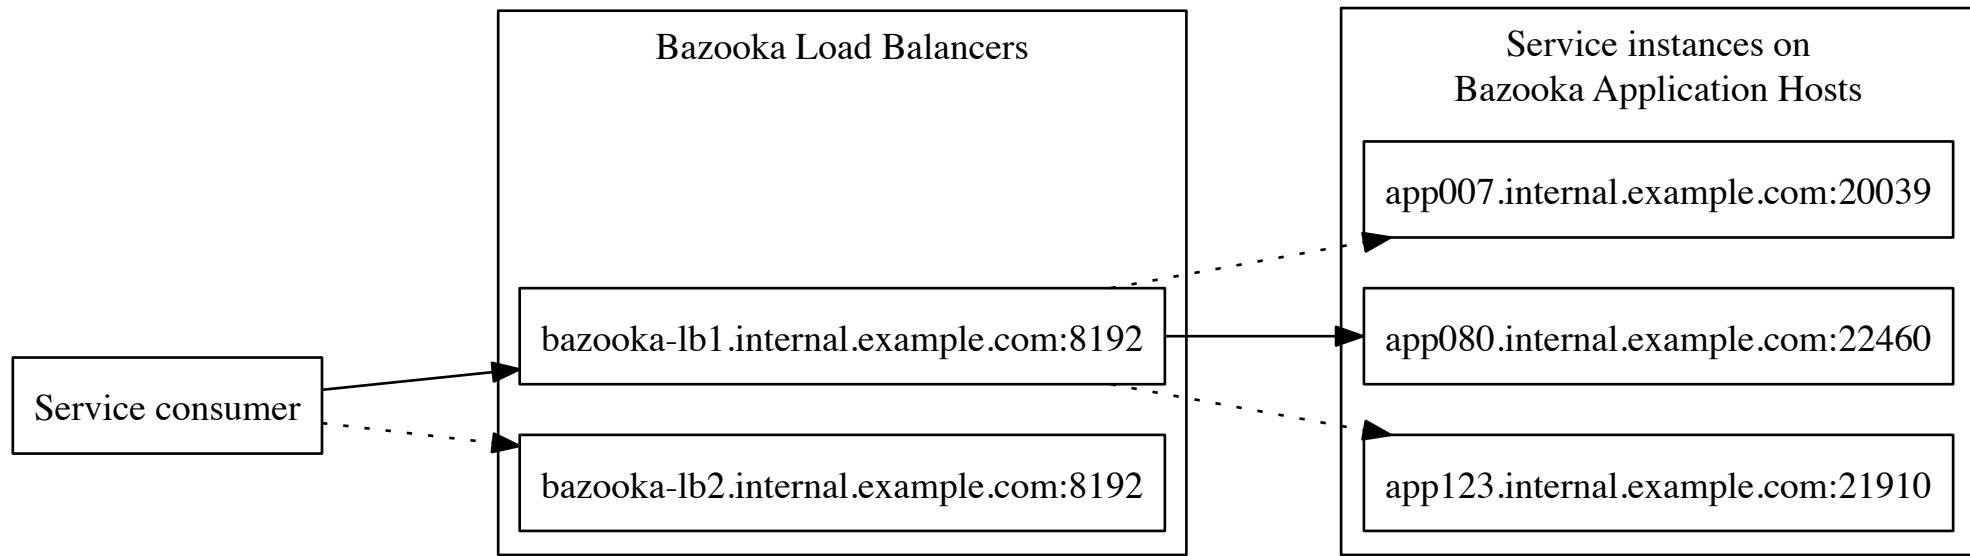 Service consumer
Bazooka Load Balancers
bazooka-lb1.internal.example.com:8192
bazooka-lb2.internal.example.com:8192
Service instances on
Bazooka Application Hosts
app007.internal.example.com:20039
app080.internal.example.com:22460
app123.internal.example.com:21910